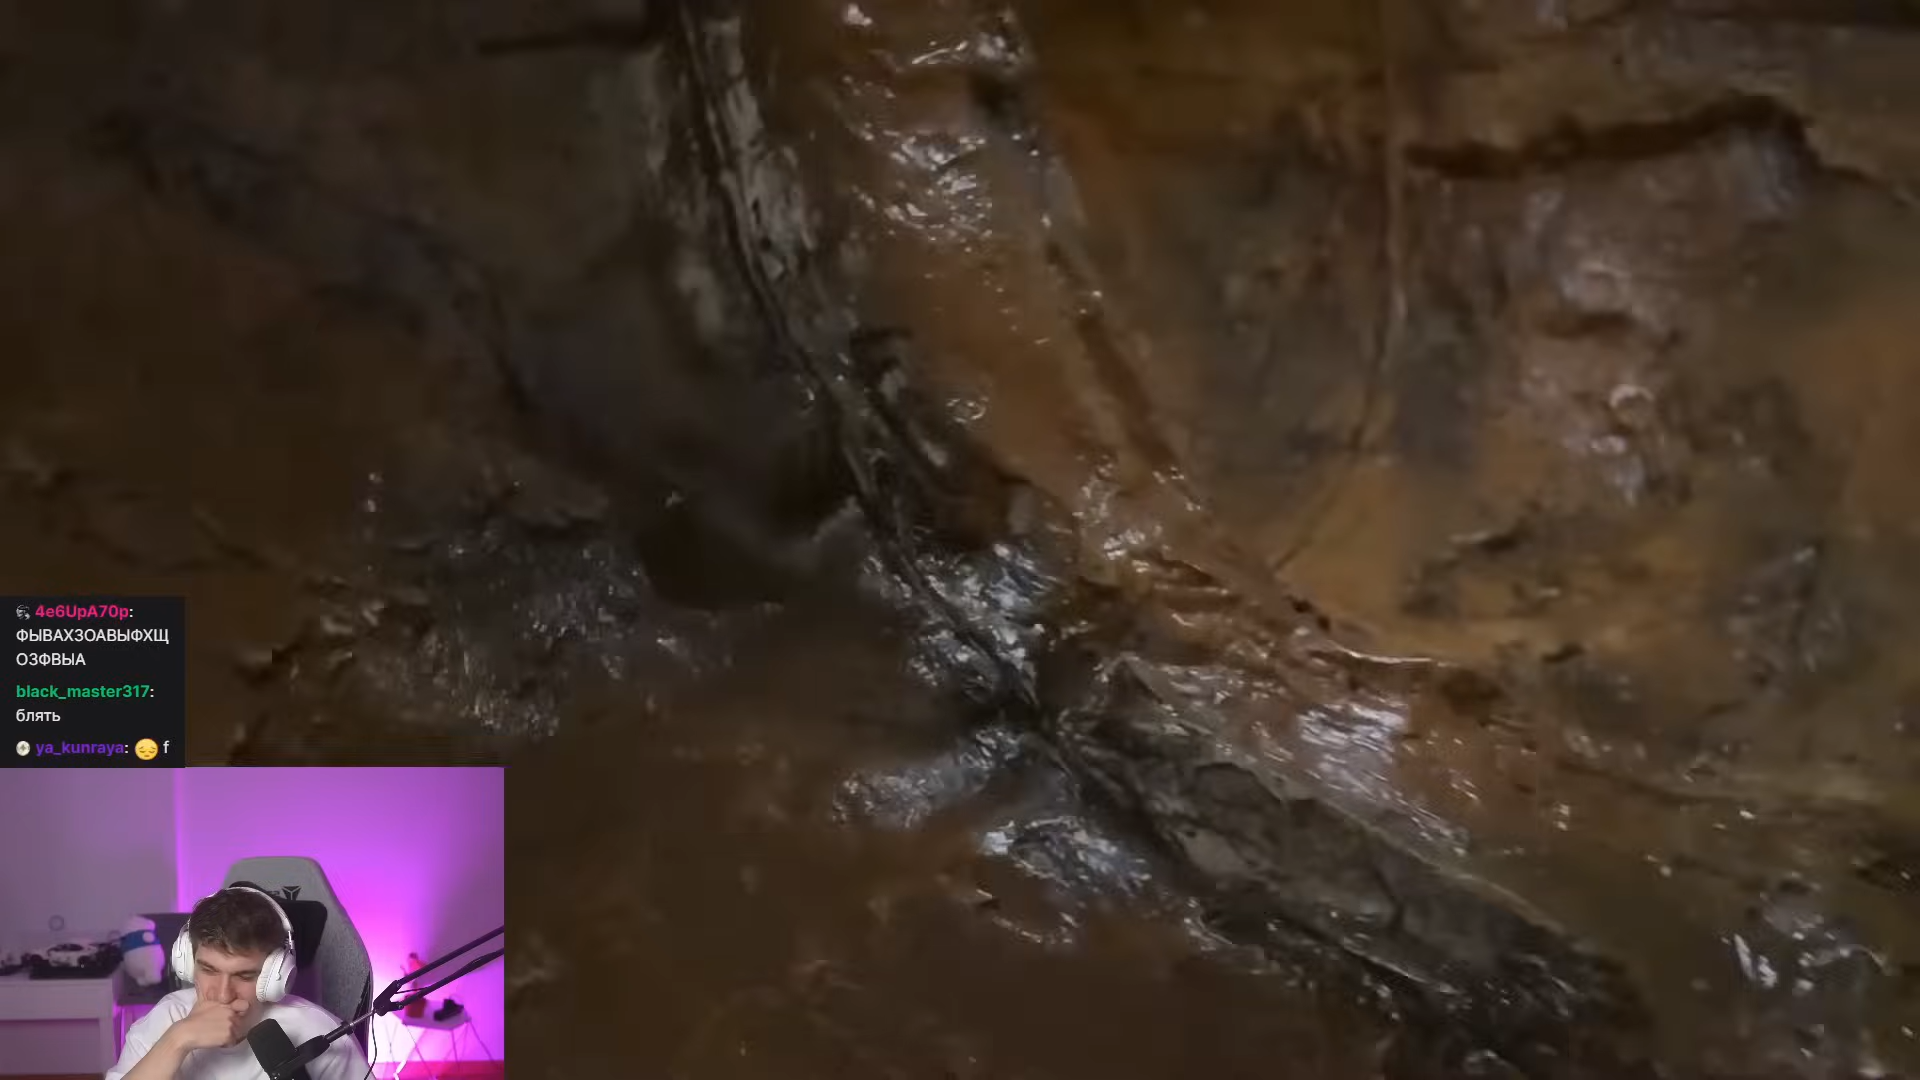 4e6UpA70p:
ФЫВАХЗОАВЫФХЩ
ОЗФВЫА
black_master317:
блять
ya_kunraya: 😔 f